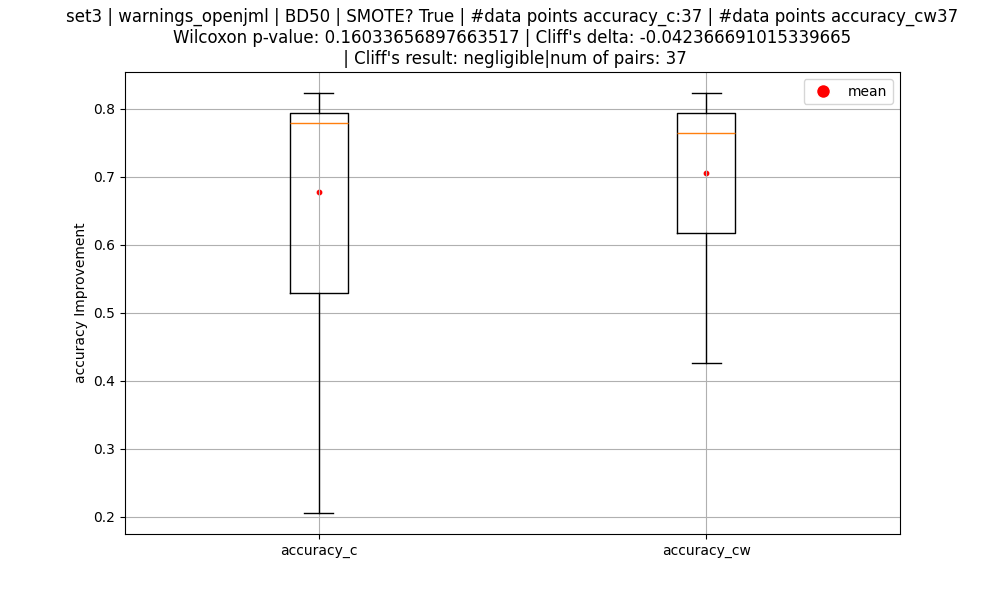 set3 | warnings_openjml | BD50 | SMOTE? True | #data points accuracy_c:37 | #data points accuracy_cw37
Wilcoxon p-value: 0.16033656897663517 | Cliff's delta: -0.042366691015339665
| Cliff's result: negligible|num of pairs: 37
mean
accuracy Improvement
0.8
0.7
0.6
0.5
0.4
0.3
0.2
accuracy_c
accuracy_cw